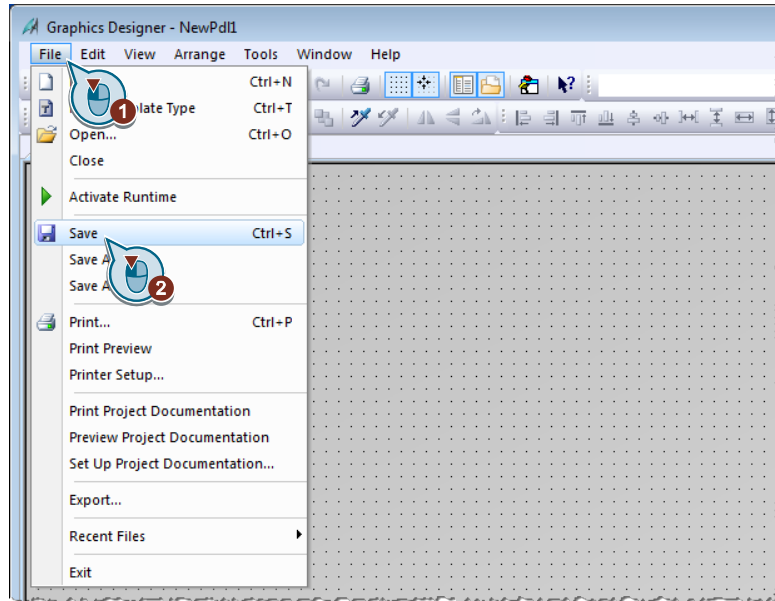 Graphics Designer - NewPdl1
File Edit View Arrange Tools Window Help
Ctrl+N
1
late Type Ctrl+T
Open... Ctrl+O
Close
Activate Runtime
Save Ctrl+S
Save A
2
Save A
Print... Ctrl+P
Print Preview
Printer Setup...
Print Project Documentation
Preview Project Documentation
Set Up Project Documentation...
Export...
Recent Files
Exit